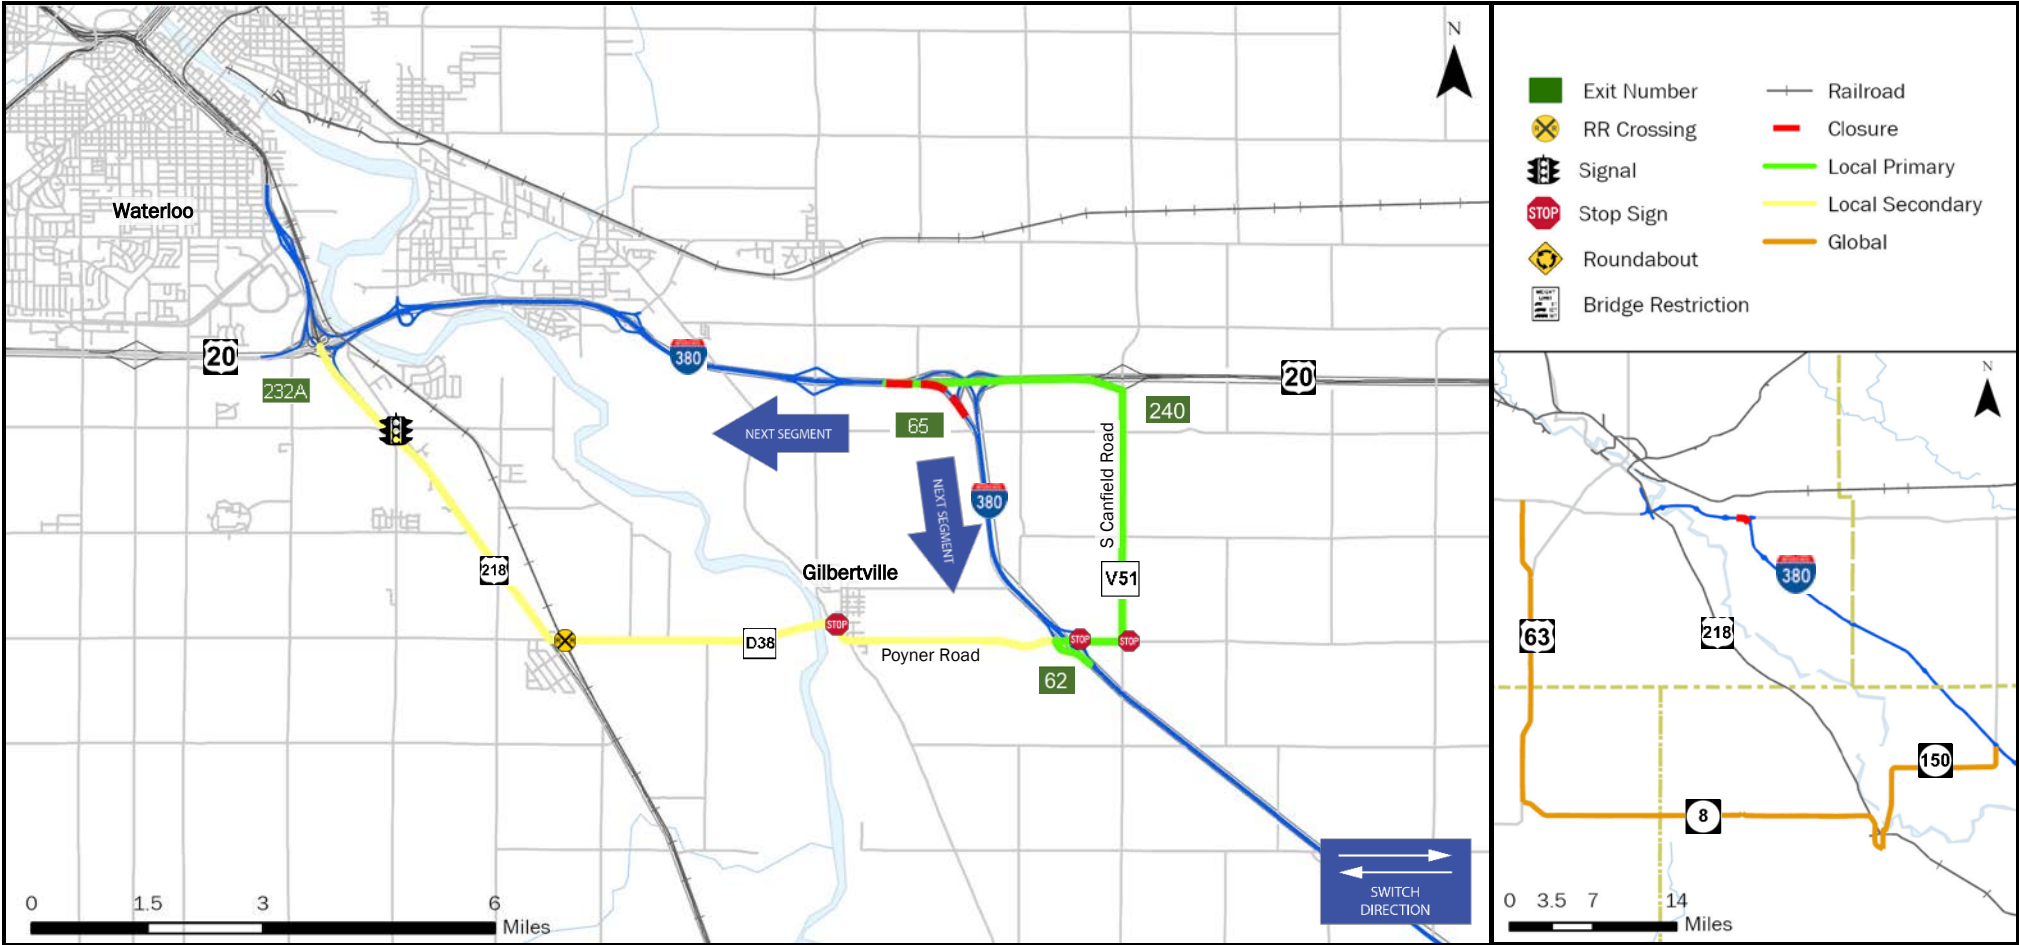 N
Waterloo
20
232A
380
65
20
240
NEXT SEGMENT
S Canfield Road
NEXT SEGMENT
380
218
Gilbertville
V51
STOP
D38
Poyner Road
STOP
STOP
62
SWITCH
DIRECTION
0 1.5 3 6
Miles
Exit Number
RR Crossing
Signal
STOP
Stop Sign
Roundabout
WEIGHT
LIMIT
Bridge Restriction
Railroad
Closure
Local Primary
Local Secondary
Global
N
380
63
218
150
8
0 3.5 7 14
Miles